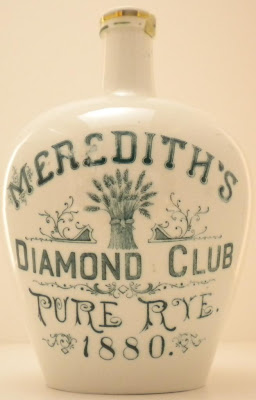 MEREDITH'S
DIAMOND CLUB
PURE RYE.
1880.